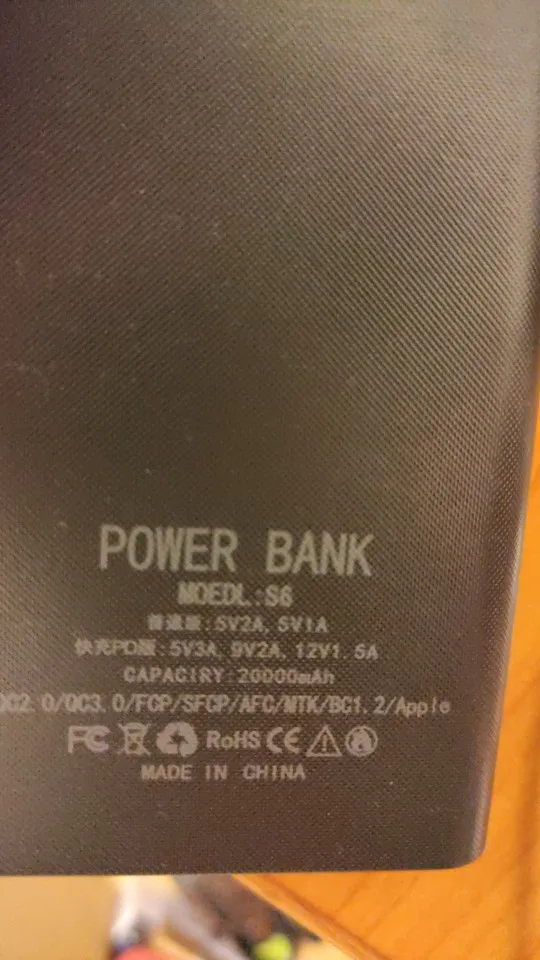 POWER BANK
MOEDL:S6
普通版:5V2A, 5V1A
快充PD版:5V3A, 9V2A, 12V1.5A
CAPACIRY:20000mAh
QC2.0/QC3.0/FCP/SFCP/AFC/MTK/BC1.2/Apple
FC RoHS CE
MADE IN CHINA